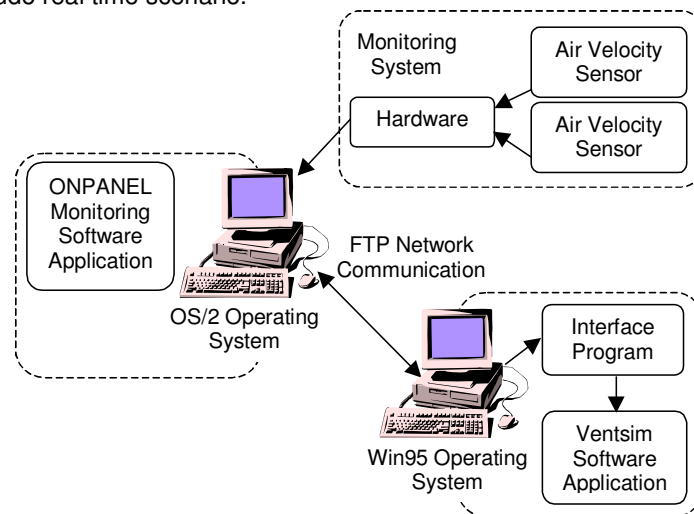 real time scenario.
Monitoring
System
Air Velocity
Sensor
Hardware
Air Velocity
Sensor
ONPANEL
Monitoring
Software
Application
FTP Network
Communication
OS/2 Operating
System
Interface
Program
Win95 Operating
System
Ventsim
Software
Application